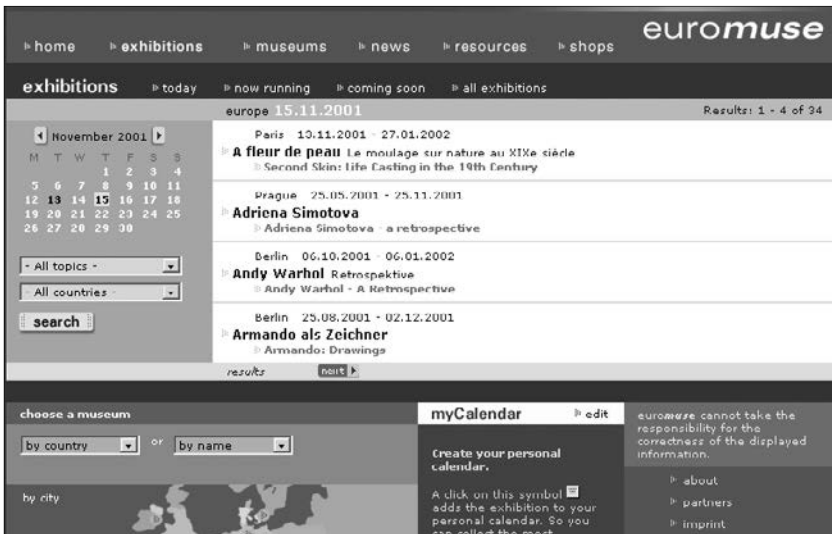 euromuse
home exhibitions museums news resources shops
exhibitions today now running coming soon all exhibitions
europe 15.11.2001 Results: 1 - 4 of 34
November 2001
M T W T F S S
1 2 3 4
5 6 7 8 9 10 11
12 13 14 15 16 17 18
19 20 21 22 23 24 25
26 27 28 29 30
- All topics -
- All countries -
search
Paris 13.11.2001 - 27.01.2002
A fleur de peau Le moulage sur nature au XIXe siècle
Second Skin: Life Casting in the 19th Century
Prague 25.05.2001 - 25.11.2001
Adriena Simotova
Adriena Simotova - a retrospective
Berlin 06.10.2001 - 06.01.2002
Andy Warhol Retrospektive
Andy Warhol - A Retrospective
Berlin 25.08.2001 - 02.12.2001
Armando als Zeichner
Armando: Drawings
results next
choose a museum
by country or by name
by city
myCalendar edit
Create your personal
calendar.
A click on this symbol
adds the exhibition to your
personal calendar. So you
can collect the most
euromuse cannot take the
responsibility for the
correctness of the displayed
information.
about
partners
imprint